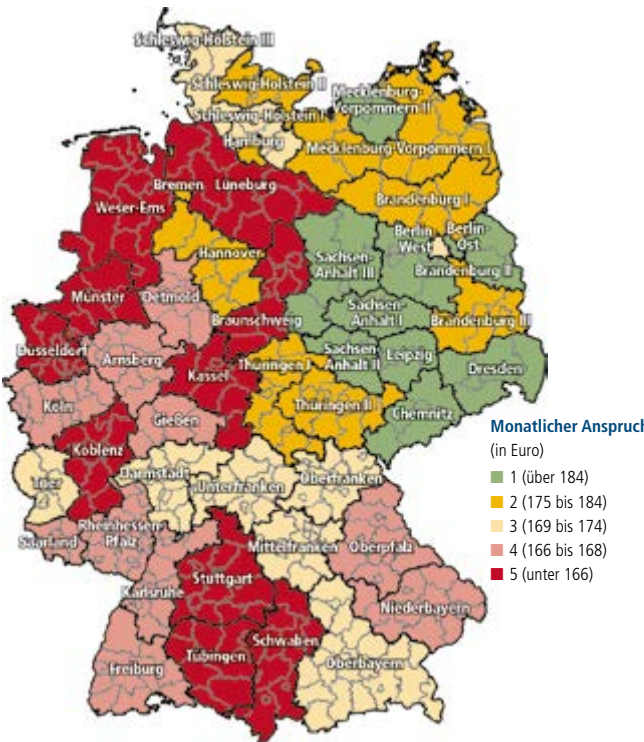 Schleswig-Holstein III
Schleswig-Holstein II
Mecklenburg-
Vorpommern II
Schleswig-Holstein I
Hamburg
Mecklenburg-Vorpommern I
Bremen
Lüneburg
Weser-Ems
Brandenburg I
Berlin-
West
Berlin-
Ost
Hannover
Sachsen-
Anhalt III
Brandenburg II
Münster
Detmold
Braunschweig
Sachsen-
Anhalt I
Brandenburg III
Düsseldorf
Arnsberg
Kassel
Thüringen I
Sachsen-
Anhalt II
Leipzig
Dresden
Köln
Gießen
Thüringen II
Chemnitz
Koblenz
Trier
Darmstadt
Unterfranken
Oberfranken
Saarland
Rheinhessen-
Pfalz
Mittelfranken
Oberpfalz
Karlsruhe
Stuttgart
Niederbayern
Freiburg
Tübingen
Schwaben
Oberbayern
Monatlicher Anspruch
(in Euro)
1 (über 184)
2 (175 bis 184)
3 (169 bis 174)
4 (166 bis 168)
5 (unter 166)